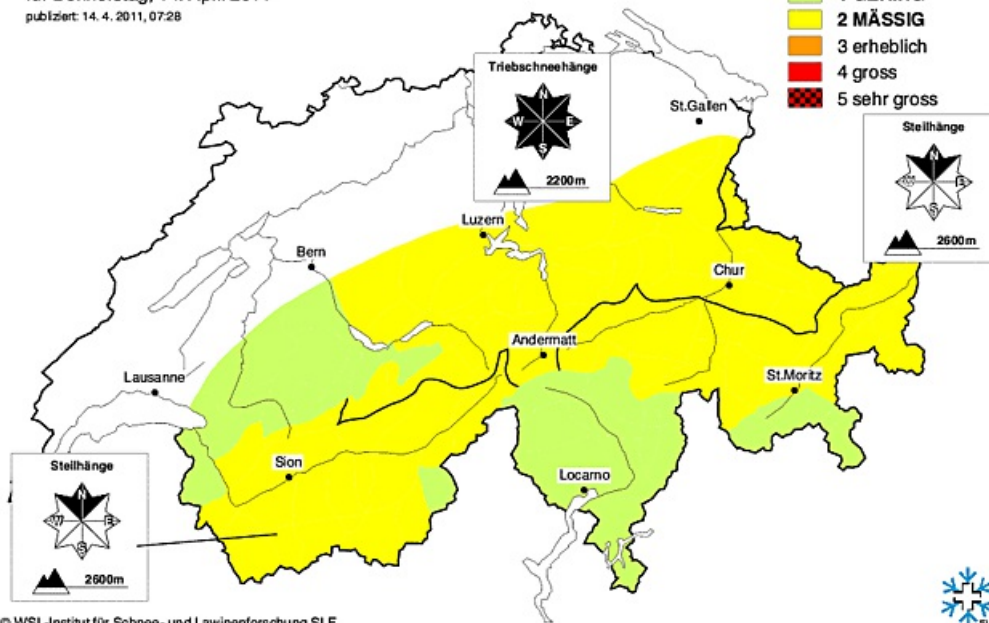 publiziert: 14. 4. 2011, 07:28
2 MÄSSIG
3 erheblich
4 gross
5 sehr gross
Triebschneehänge
N
W E
S
2200m
St.Gallen
Steilhänge
N
S
2600m
Luzern
Bern
Chur
Andermatt
Lausanne
St.Moritz
Sion
Locarno
Steilhänge
N
W E
S
2600m
© WSL-Institut für Schnee- und Lawinenforschung SLF